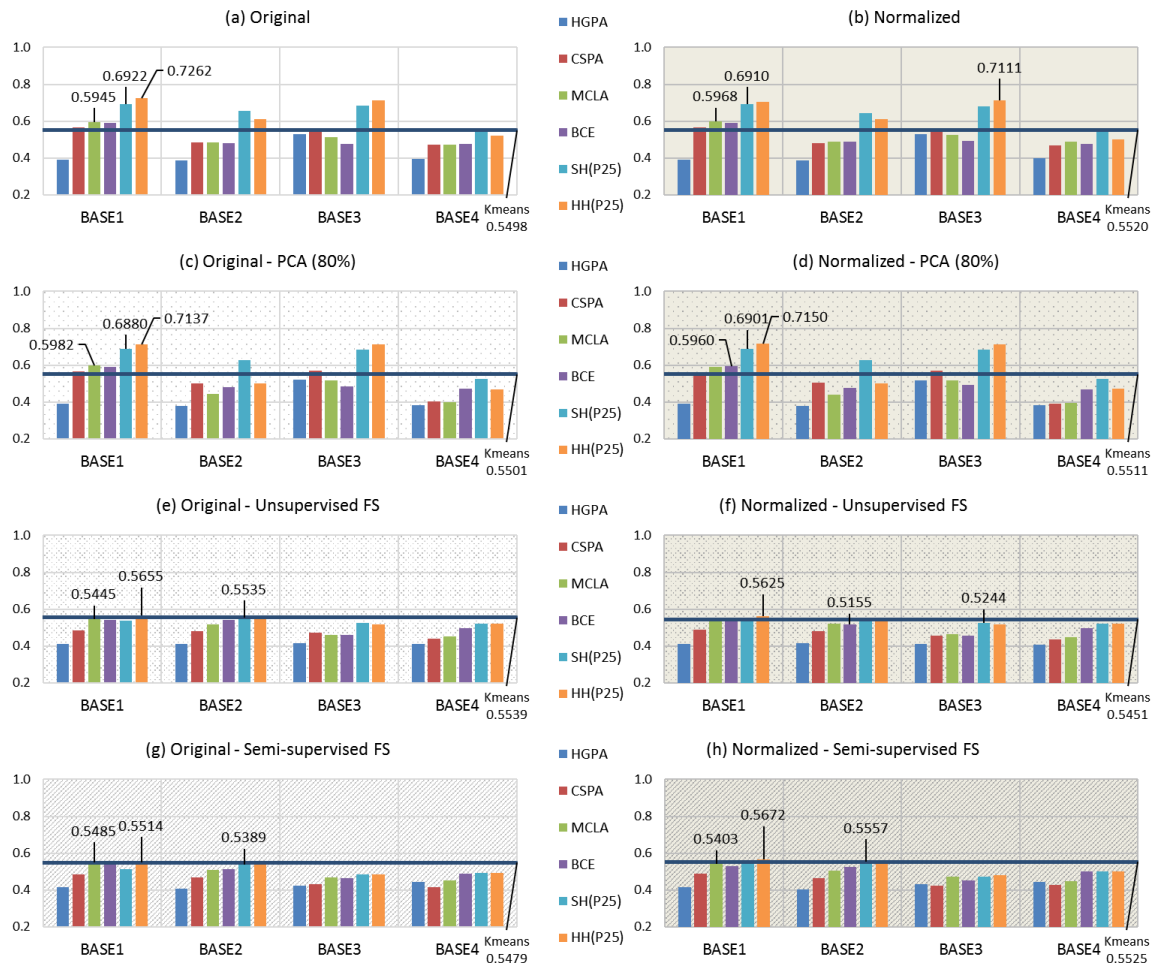 (a) Original
1.0
0.8
0.6
0.4
0.2
0.5945
0.6922
0.7262
BASE1
BASE2
BASE3
BASE4
Kmeans
0.5498
HGPA
CSPA
MCLA
BCE
SH(P25)
HH(P25)
(b) Normalized
1.0
0.8
0.6
0.4
0.2
0.5968
0.6910
0.7111
BASE1
BASE2
BASE3
BASE4
Kmeans
0.5520
(c) Original - PCA (80%)
1.0
0.8
0.6
0.4
0.2
0.5982
0.6880
0.7137
BASE1
BASE2
BASE3
BASE4
Kmeans
0.5501
HGPA
CSPA
MCLA
BCE
SH(P25)
HH(P25)
(d) Normalized - PCA (80%)
1.0
0.8
0.6
0.4
0.2
0.5960
0.6901
0.7150
BASE1
BASE2
BASE3
BASE4
Kmeans
0.5511
(e) Original - Unsupervised FS
1.0
0.8
0.6
0.4
0.2
0.5445
0.5655
0.5535
BASE1
BASE2
BASE3
BASE4
Kmeans
0.5539
HGPA
CSPA
MCLA
BCE
SH(P25)
HH(P25)
(f) Normalized - Unsupervised FS
1.0
0.8
0.6
0.4
0.2
0.5625
0.5155
0.5244
BASE1
BASE2
BASE3
BASE4
Kmeans
0.5451
(g) Original - Semi-supervised FS
1.0
0.8
0.6
0.4
0.2
0.5485
0.5514
0.5389
BASE1
BASE2
BASE3
BASE4
Kmeans
0.5479
HGPA
CSPA
MCLA
BCE
SH(P25)
HH(P25)
(h) Normalized - Semi-supervised FS
1.0
0.8
0.6
0.4
0.2
0.5403
0.5672
0.5557
BASE1
BASE2
BASE3
BASE4
Kmeans
0.5525